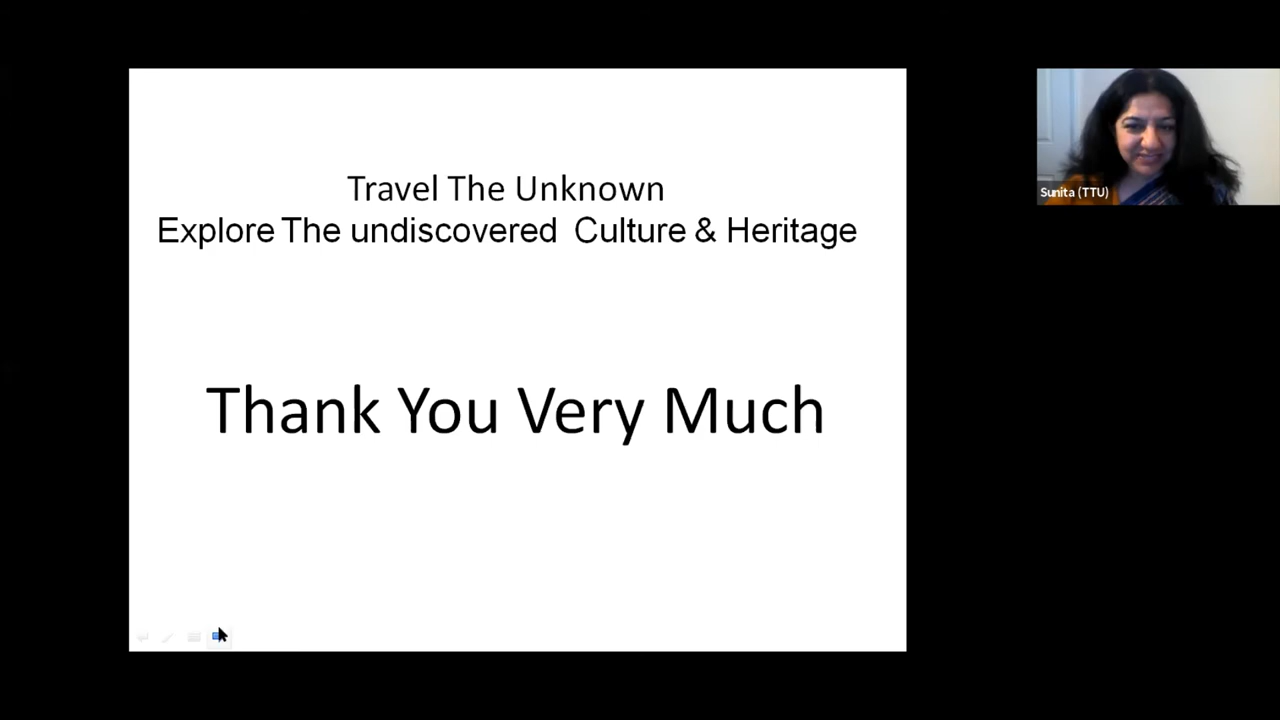 Travel The Unknown
Explore The undiscovered Culture & Heritage
Thank You Very Much
Sunita (TTU)